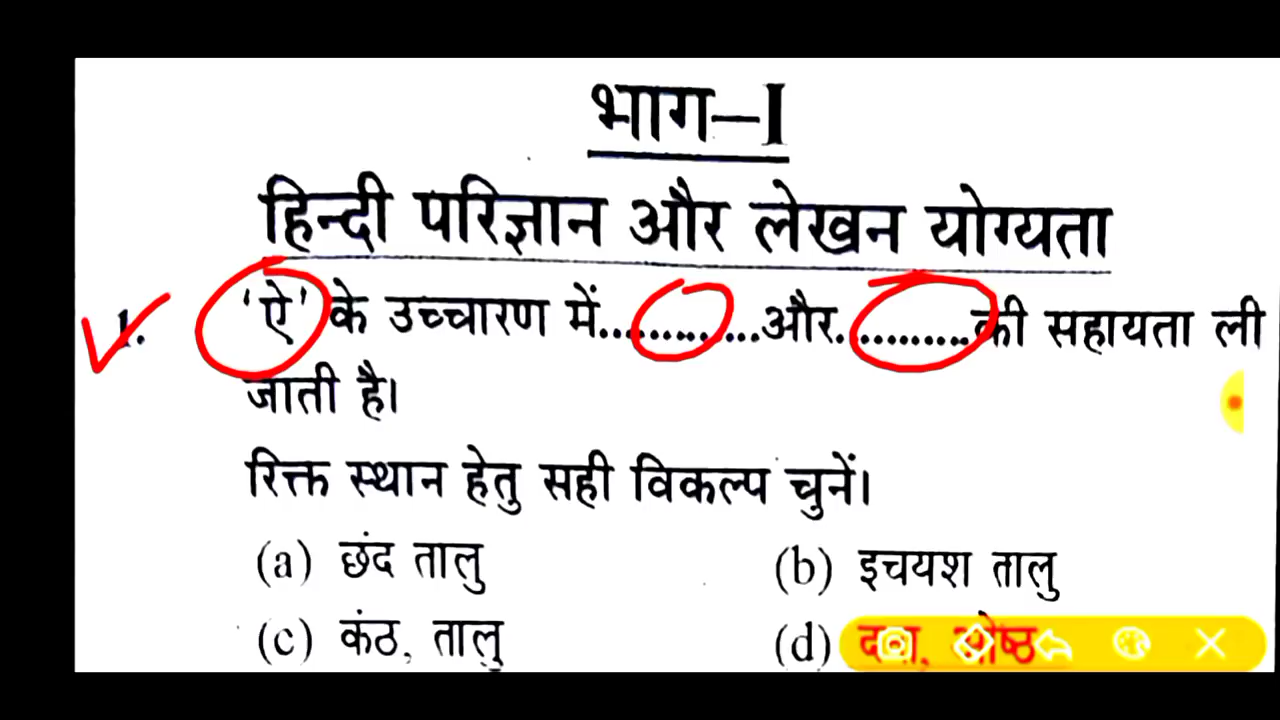 भाग–I
हिन्दी परिज्ञान और लेखन योग्यता
1. 'ऐ' के उच्चारण में..............और............की सहायता ली
जाती है।
रिक्त स्थान हेतु सही विकल्प चुनें।
(a) छंद तालु
(b) इचयश तालु
(c) कंठ, तालु
(d)